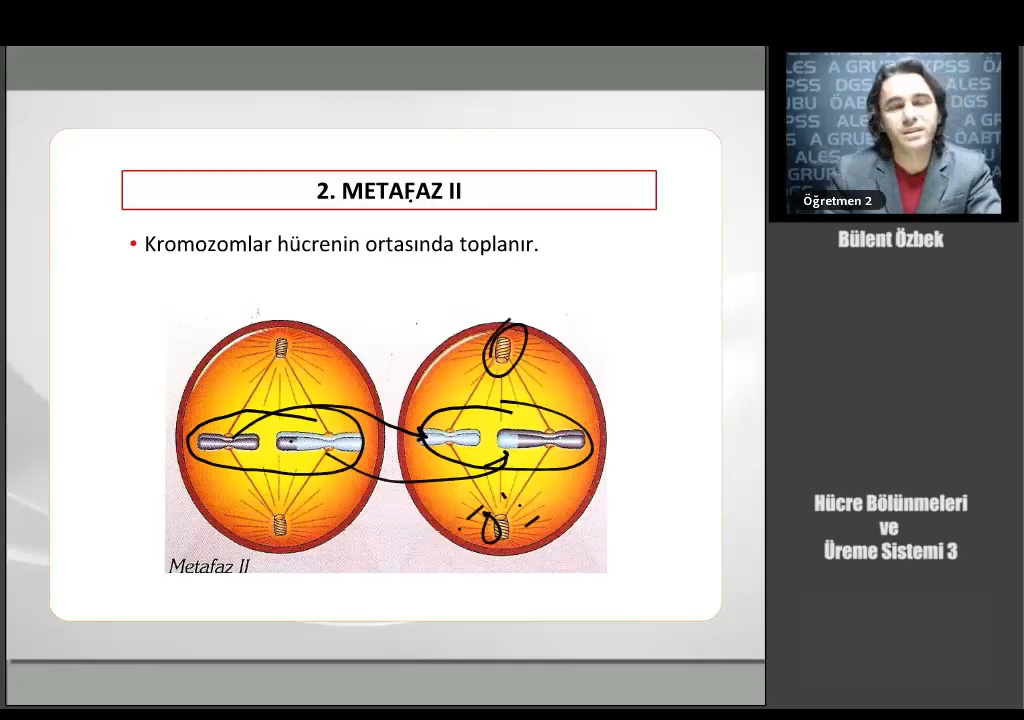 2. METAFAZ II
• Kromozomlar hücrenin ortasında toplanır.
Metafaz II
Öğretmen 2
Bülent Özbek
Hücre Bölünmeleri
ve
Üreme Sistemi 3